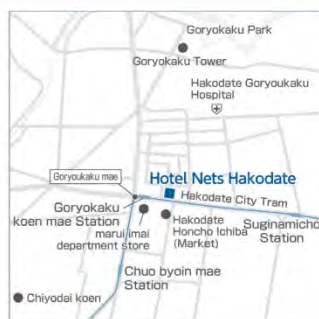 Goryokaku Park
Goryokaku Tower
Hakodate Goryoukaku
Hospital
Goryoukaku mae
Hotel Nets Hakodate
Hakodate City Tram
Goryokaku
koen mae Station
marui imai
department store
Hakodate
Honcho Ichiba
(Market)
Suginamicho
Station
Chuo byoin mae
Station
Chiyodai koen